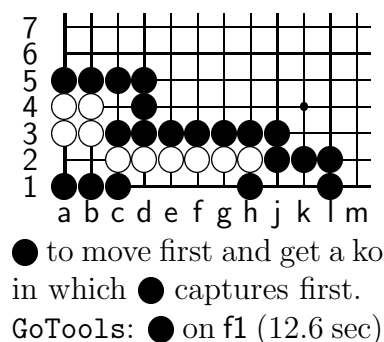 7
6
5
4
3
2
1
a b c d e f g h j k l m
● to move first and get a ko
in which ● captures first.
GoTools: ● on f1 (12.6 sec)